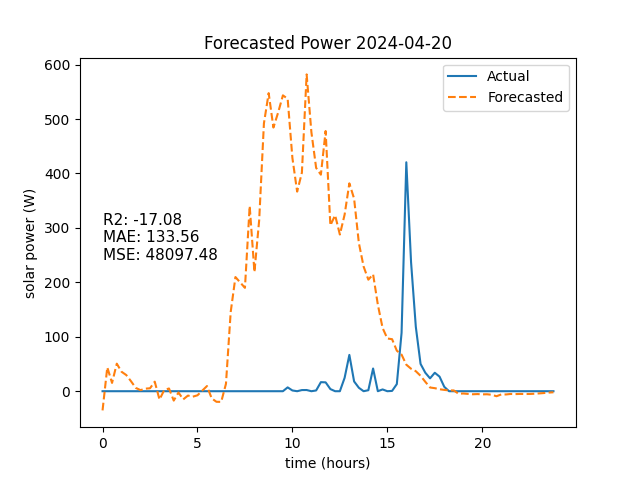 Forecasted Power 2024-04-20
600
500
400
300
200
100
0
solar power (W)
Actual
Forecasted
R2: -17.08
MAE: 133.56
MSE: 48097.48
0 5 10 15 20
time (hours)